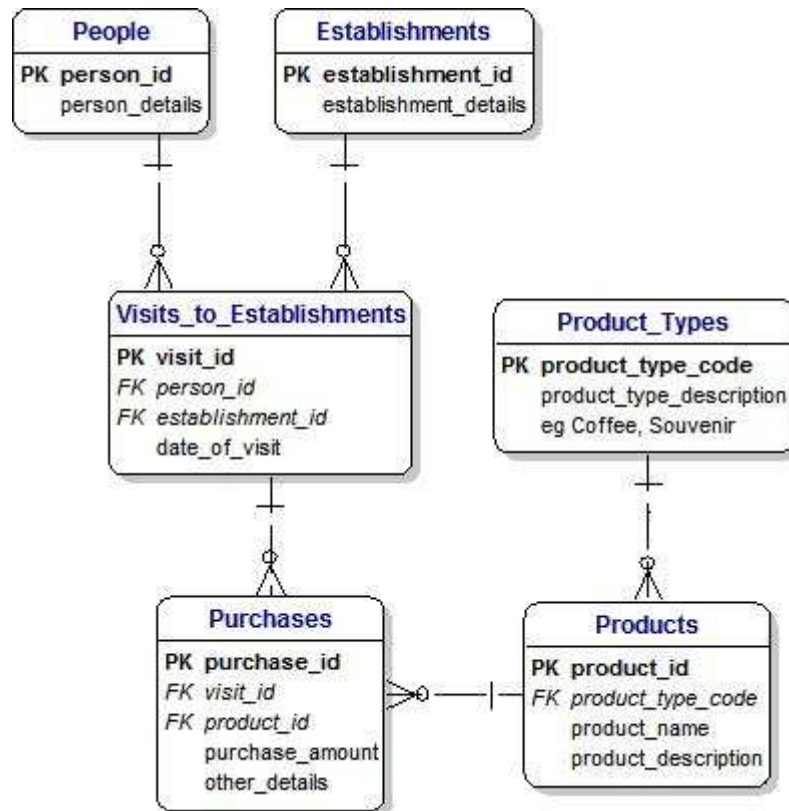 People
PK person_id
person_details
Establishments
PK establishment_id
establishment_details
Visits_to_Establishments
PK visit_id
FK person_id
FK establishment_id
date_of_visit
Product_Types
PK product_type_code
product_type_description
eg Coffee, Souvenir
Purchases
PK purchase_id
FK visit_id
FK product_id
purchase_amount
other_details
Products
PK product_id
FK product_type_code
product_name
product_description